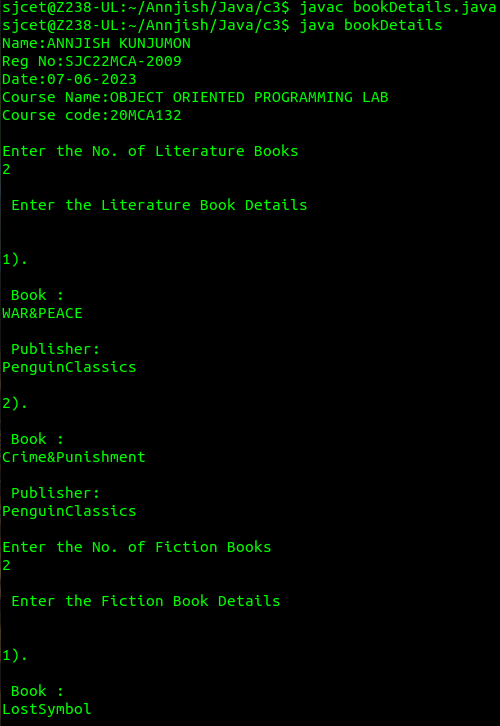 sjcet@Z238-UL:~/Annjish/Java/c3$ javac bookDetails.java
sjcet@Z238-UL:~/Annjish/Java/c3$ java bookDetails
Name:ANNJISH KUNJUMON
Reg No:SJC22MCA-2009
Date:07-06-2023
Course Name:OBJECT ORIENTED PROGRAMMING LAB
Course code:20MCA132
Enter the No. of Literature Books
2
Enter the Literature Book Details
1).
Book :
WAR&PEACE
Publisher:
PenguinClassics
2).
Book :
Crime&Punishment
Publisher:
PenguinClassics
Enter the No. of Fiction Books
2
Enter the Fiction Book Details
1).
Book :
LostSymbol